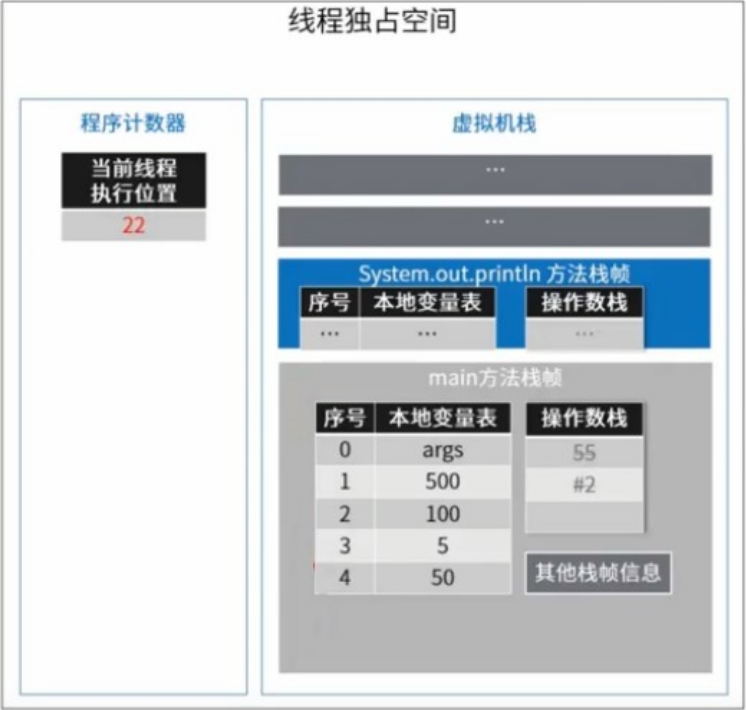 线程独占空间
程序计数器
当前线程
执行位置
22
虚拟机栈
...
...
System.out.println 方法栈帧
序号 本地变量表 操作数栈
... ... ...
main方法栈帧
序号 本地变量表 操作数栈
0 args 55
1 500 #2
2 100
3 5
4 50
其他栈帧信息